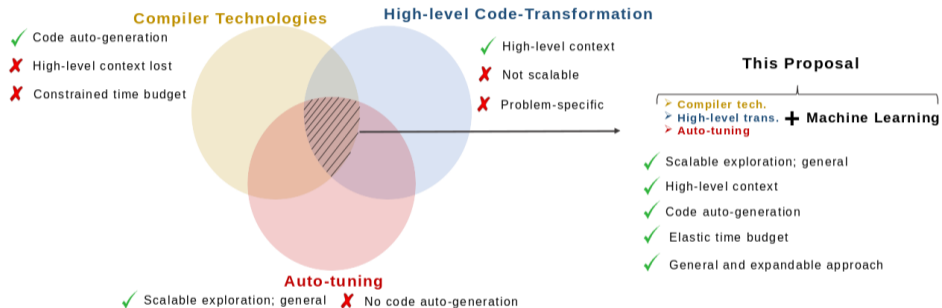 Compiler Technologies
Code auto-generation
High-level context lost
Constrained time budget
High-level Code-Transformation
High-level context
Not scalable
Problem-specific
Auto-tuning
Scalable exploration; general
No code auto-generation
This Proposal
Compiler tech.
High-level trans.
Auto-tuning
+ Machine Learning
Scalable exploration; general
High-level context
Code auto-generation
Elastic time budget
General and expandable approach